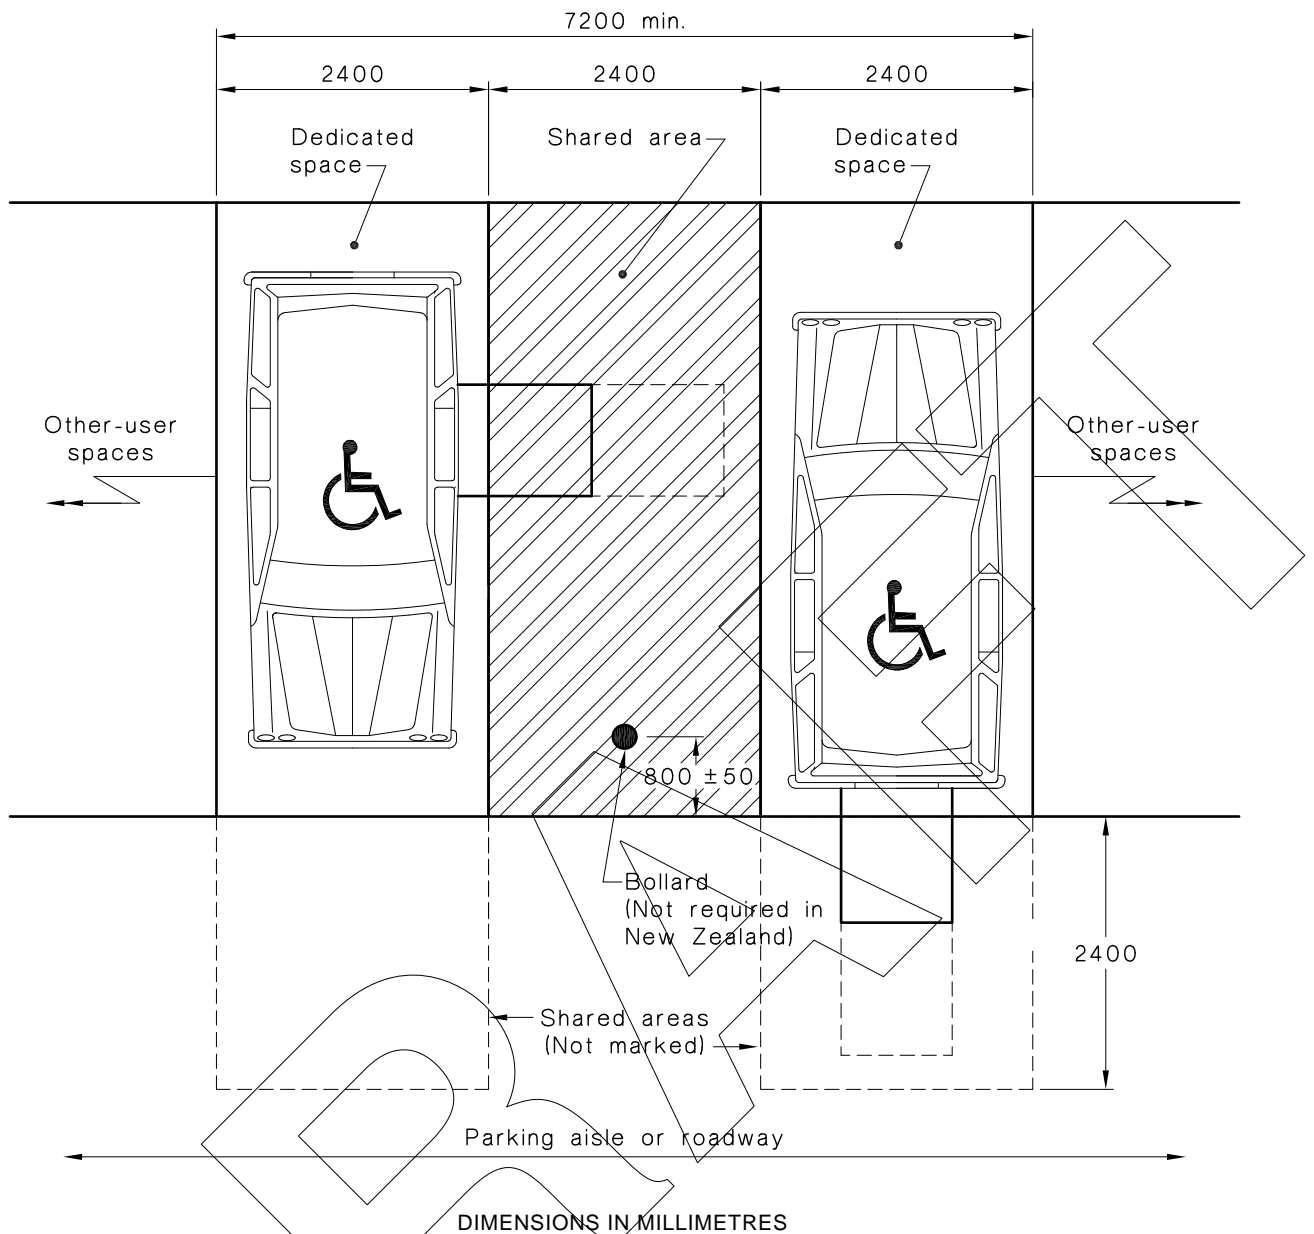 7200 min.
2400
2400
2400
Dedicated
space
Shared area
Dedicated
space
Other-user
spaces
Other-user
spaces
800 ±50
Bollard
(Not required in
New Zealand)
2400
Shared areas
(Not marked)
Parking aisle or roadway
DIMENSIONS IN MILLIMETRES
DRAFT